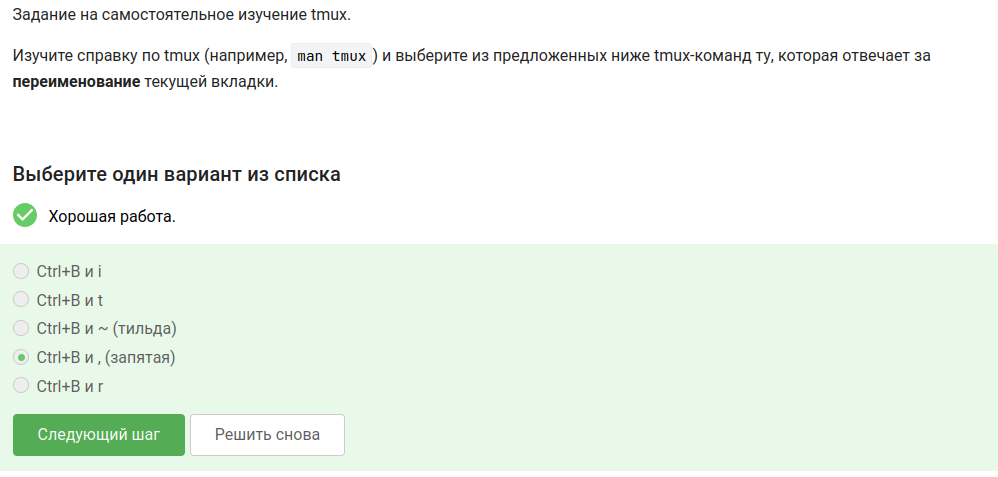 Задание на самостоятельное изучение tmux.
Изучите справку по tmux (например, man tmux ) и выберите из предложенных ниже tmux-команд ту, которая отвечает за
переименование текущей вкладки.
Выберите один вариант из списка
Хорошая работа.
Ctrl+B и i
Ctrl+B и t
Ctrl+B и ~ (тильда)
Ctrl+B и , (запятая)
Ctrl+B и r
Следующий шаг
Решить снова